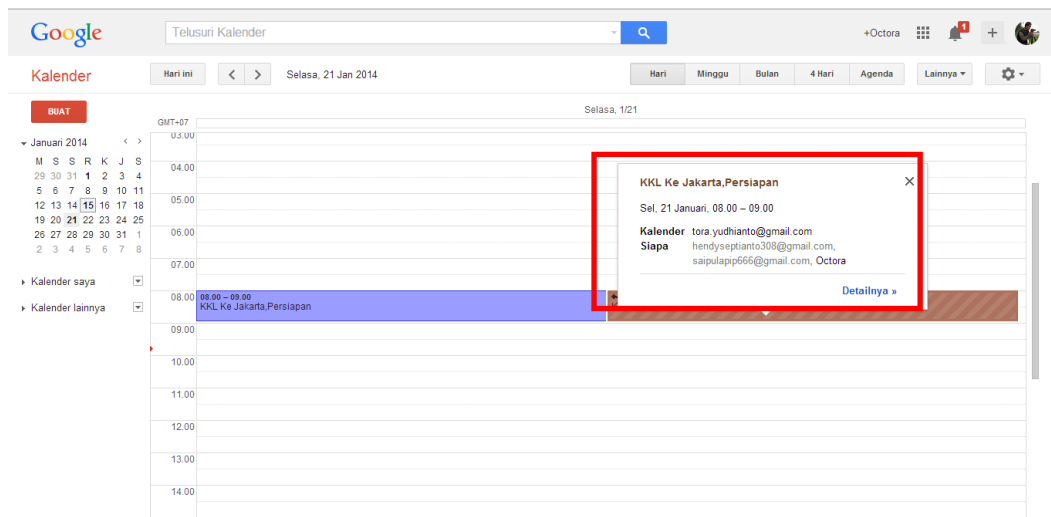 Google
Telusuri Kalender
+Octora
1
+
Kalender
Hari ini
< >
Selasa, 21 Jan 2014
Hari Minggu Bulan 4 Hari Agenda
Lainnya
BUAT
Selasa, 1/21
GMT+07
Januari 2014 < >
M S S R K J S
29 30 31 1 2 3 4
5 6 7 8 9 10 11
12 13 14 15 16 17 18
19 20 21 22 23 24 25
26 27 28 29 30 31 1
2 3 4 5 6 7 8
Kalender saya
Kalender lainnya
03.00
04.00
05.00
06.00
07.00
08.00
09.00
10.00
11.00
12.00
13.00
14.00
08.00 – 09.00
KKL Ke Jakarta,Persiapan
KKL Ke Jakarta,Persiapan
Sel, 21 Januari, 08.00 – 09.00
Kalender tora.yudhianto@gmail.com
Siapa hendyseptianto308@gmail.com,
saipulapip666@gmail.com, Octora
Detailnya »